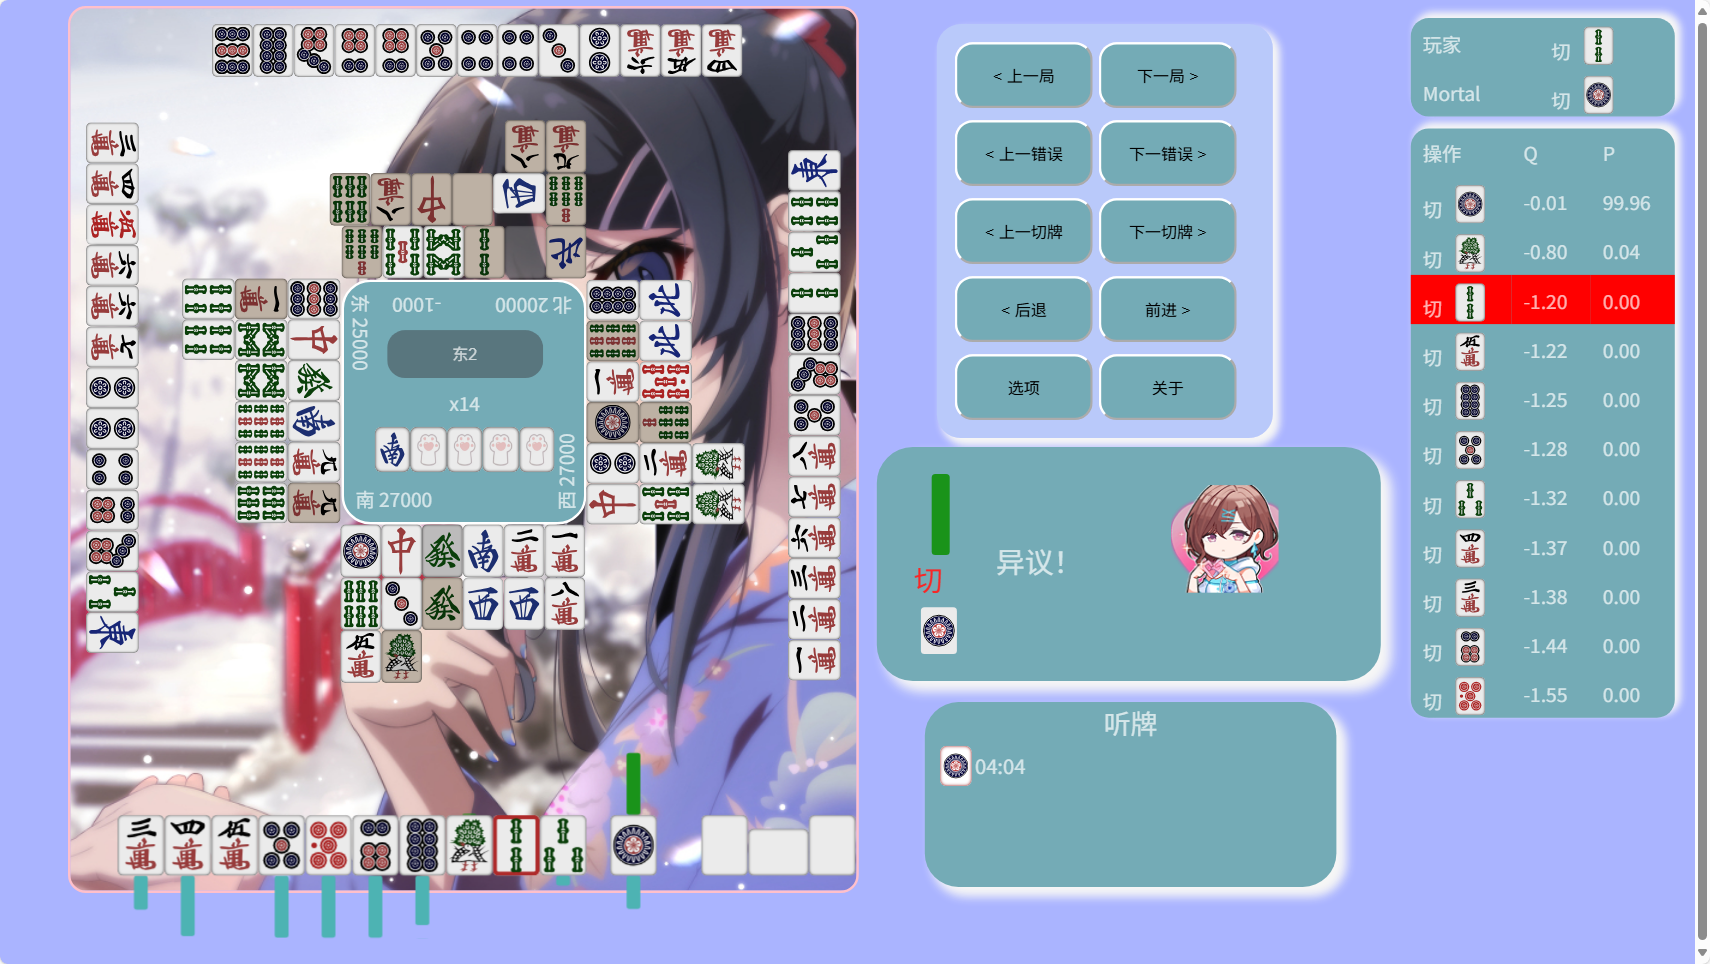 < 上一局
下一局 >
< 上一错误
下一错误 >
< 上一切牌
下一切牌 >
< 后退
前进 >
选项
关于
东 25000
-1000
北 20000
东2
x14
南 27000
西 27000
切
异议!
听牌
04:04
玩家 切
Mortal 切
操作 Q P
切 -0.01 99.96
切 -0.80 0.04
切 -1.20 0.00
切 -1.22 0.00
切 -1.25 0.00
切 -1.28 0.00
切 -1.32 0.00
切 -1.37 0.00
切 -1.38 0.00
切 -1.44 0.00
切 -1.55 0.00